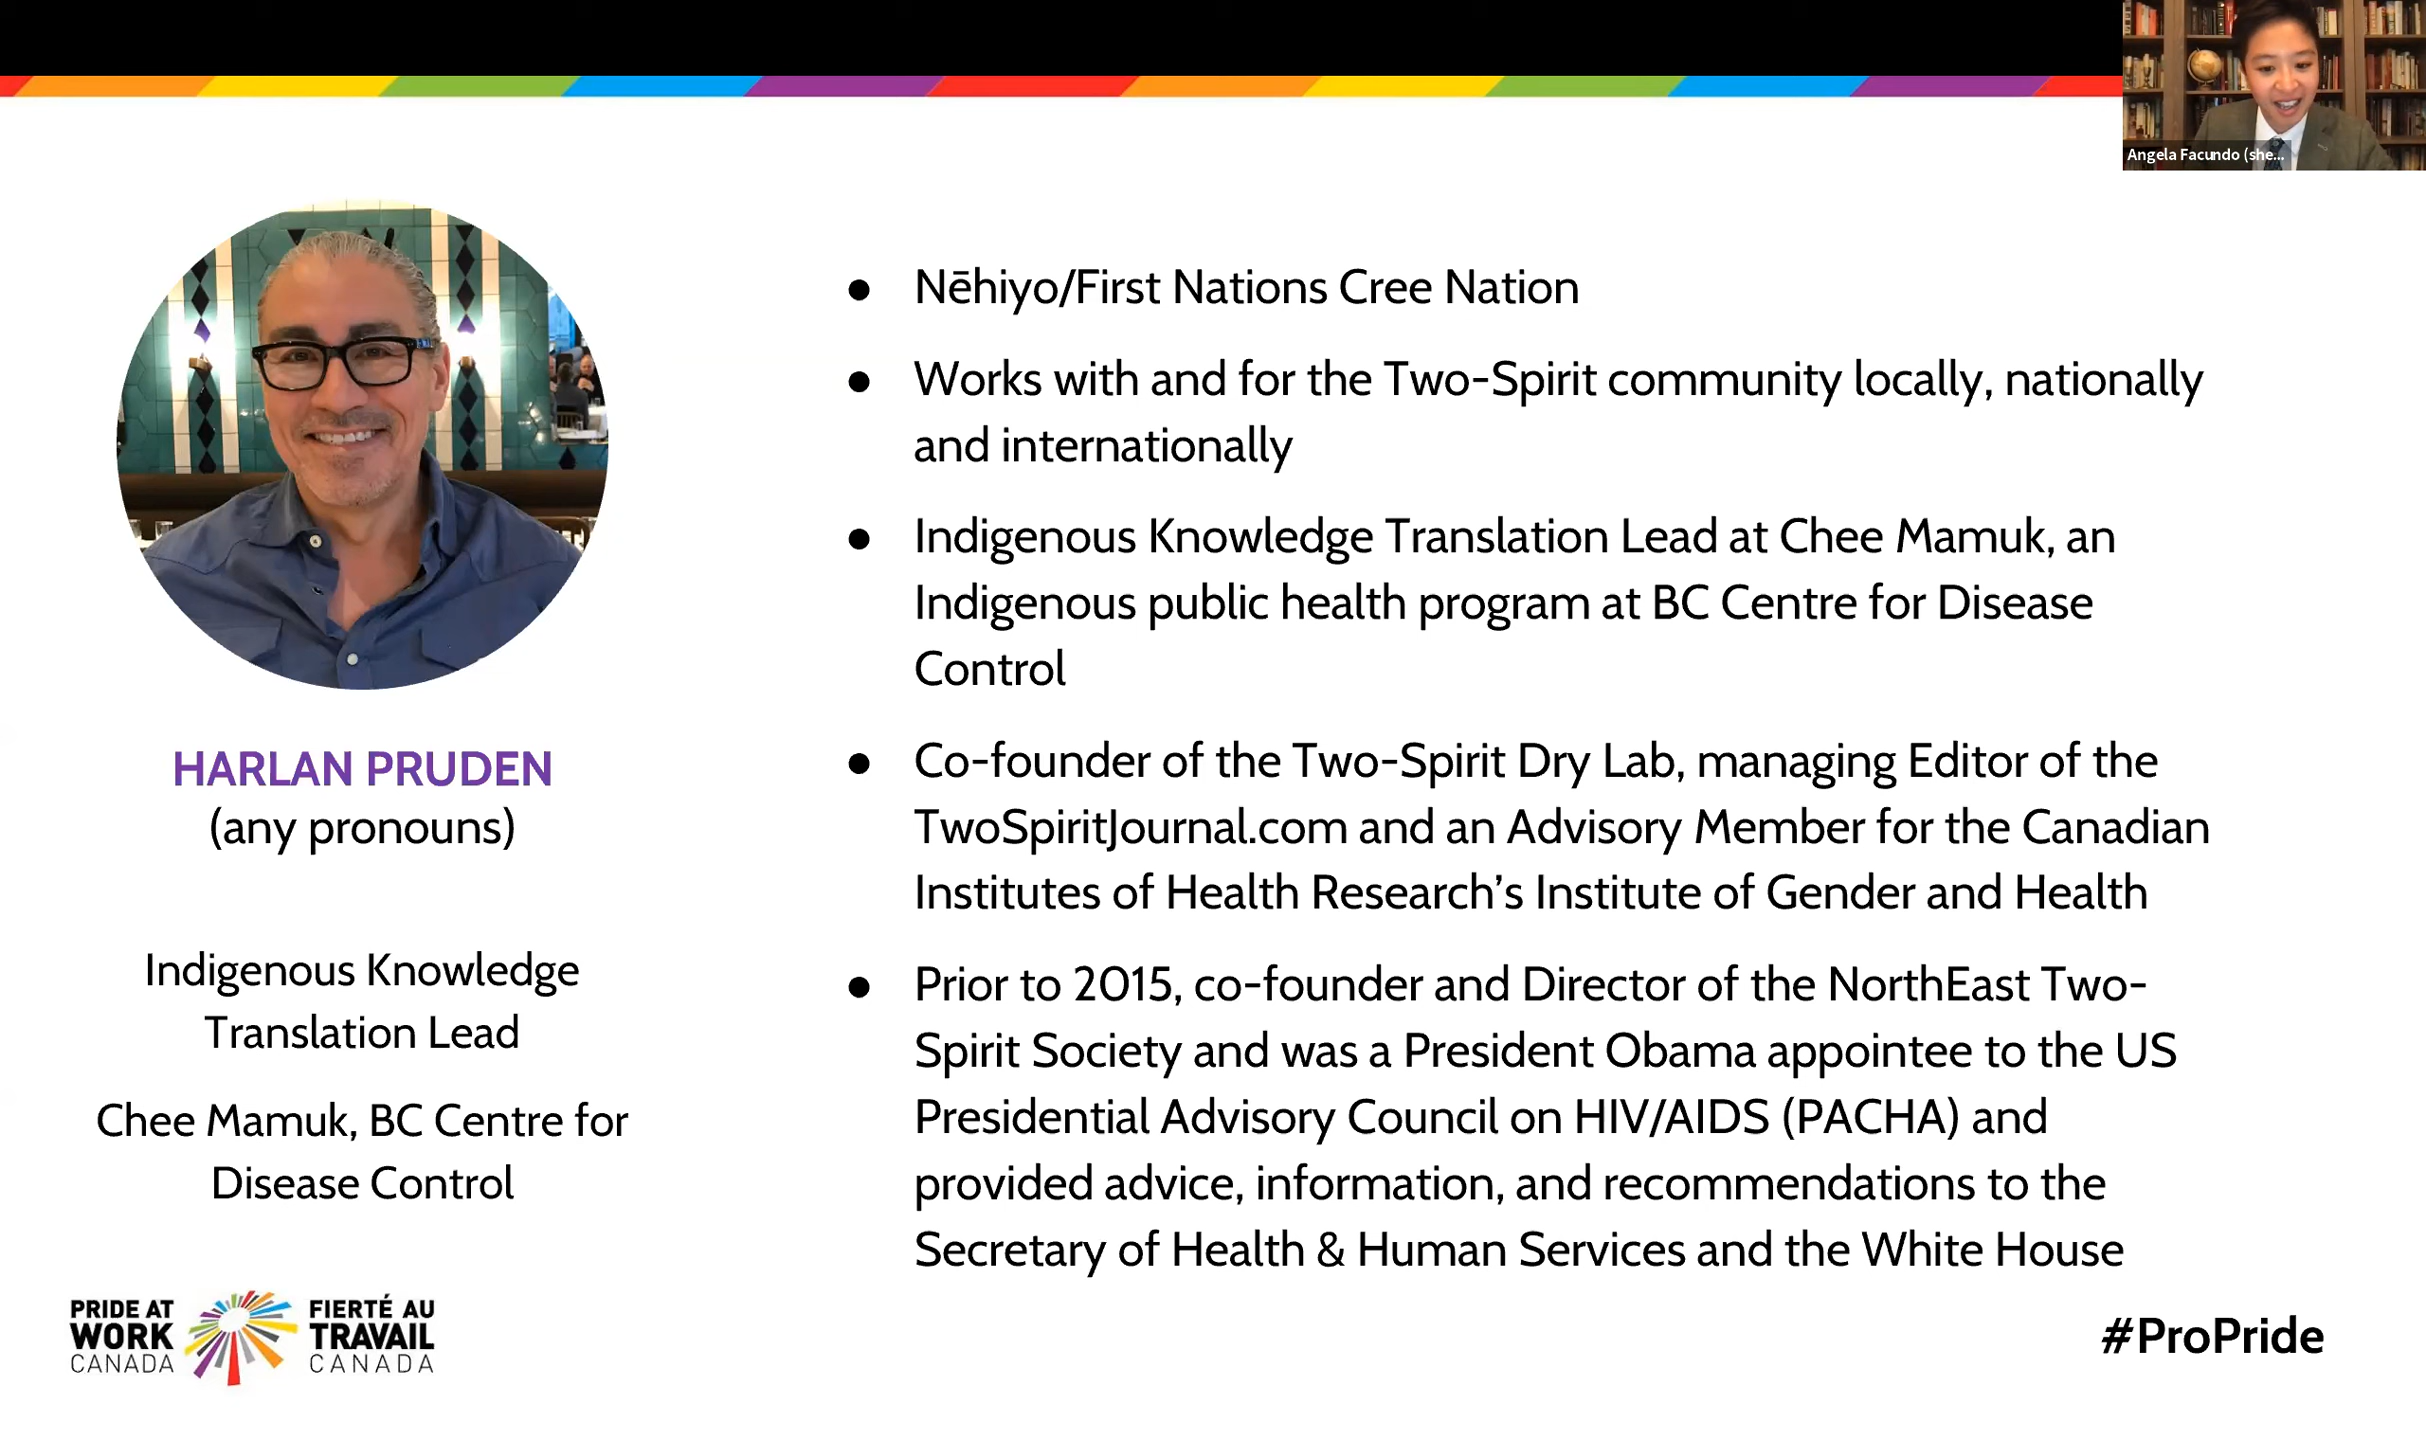 Angela Facundo (she...
HARLAN PRUDEN
(any pronouns)
Indigenous Knowledge
Translation Lead
Chee Mamuk, BC Centre for
Disease Control
● Nēhiyo/First Nations Cree Nation
● Works with and for the Two-Spirit community locally, nationally
and internationally
● Indigenous Knowledge Translation Lead at Chee Mamuk, an
Indigenous public health program at BC Centre for Disease
Control
● Co-founder of the Two-Spirit Dry Lab, managing Editor of the
TwoSpiritJournal.com and an Advisory Member for the Canadian
Institutes of Health Research’s Institute of Gender and Health
● Prior to 2015, co-founder and Director of the NorthEast Two-
Spirit Society and was a President Obama appointee to the US
Presidential Advisory Council on HIV/AIDS (PACHA) and
provided advice, information, and recommendations to the
Secretary of Health & Human Services and the White House
PRIDE AT
WORK
CANADA
FIERTÉ AU
TRAVAIL
CANADA
#ProPride